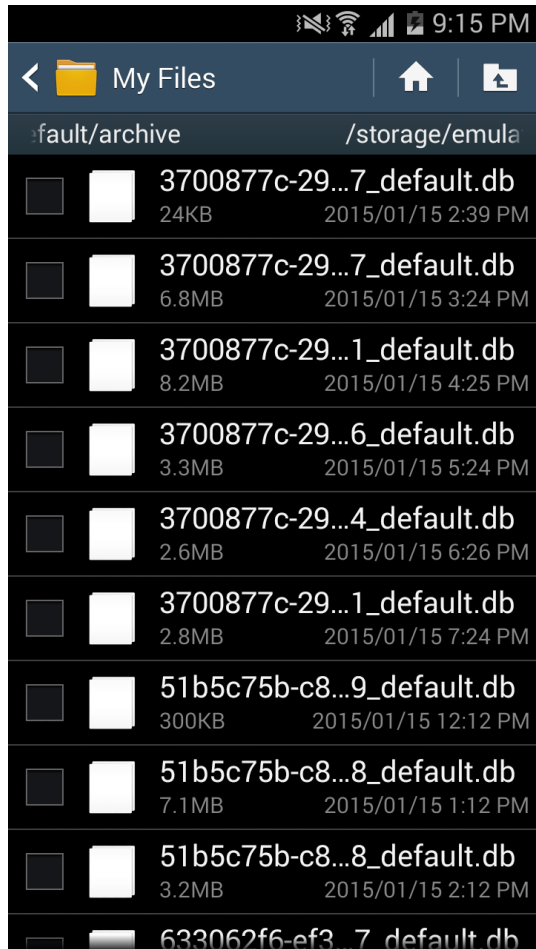 9:15 PM
My Files
efault/archive /storage/emula
3700877c-29...7_default.db
24KB 2015/01/15 2:39 PM
3700877c-29...7_default.db
6.8MB 2015/01/15 3:24 PM
3700877c-29...1_default.db
8.2MB 2015/01/15 4:25 PM
3700877c-29...6_default.db
3.3MB 2015/01/15 5:24 PM
3700877c-29...4_default.db
2.6MB 2015/01/15 6:26 PM
3700877c-29...1_default.db
2.8MB 2015/01/15 7:24 PM
51b5c75b-c8...9_default.db
300KB 2015/01/15 12:12 PM
51b5c75b-c8...8_default.db
7.1MB 2015/01/15 1:12 PM
51b5c75b-c8...8_default.db
3.2MB 2015/01/15 2:12 PM
633062f6-ef3...7_default.db